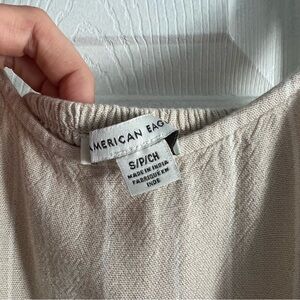 AMERICAN EAG
S/P/CH
MADE IN INDIA
FABRIQUÉ EN
INDE